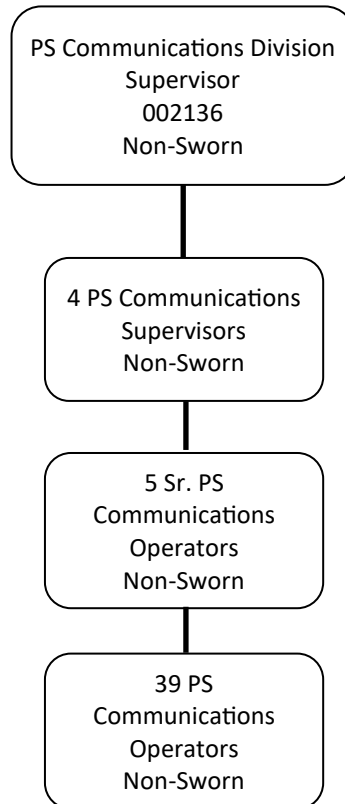 PS Communications Division
Supervisor
002136
Non-Sworn
4 PS Communications
Supervisors
Non-Sworn
5 Sr. PS
Communications
Operators
Non-Sworn
39 PS
Communications
Operators
Non-Sworn